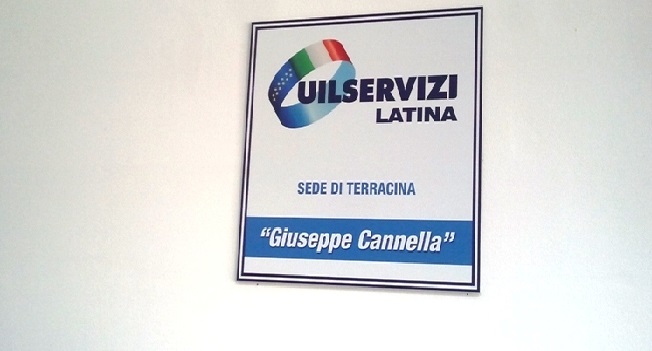 UILSERVIZI
LATINA
SEDE DI TERRACINA
“Giuseppe Cannella”